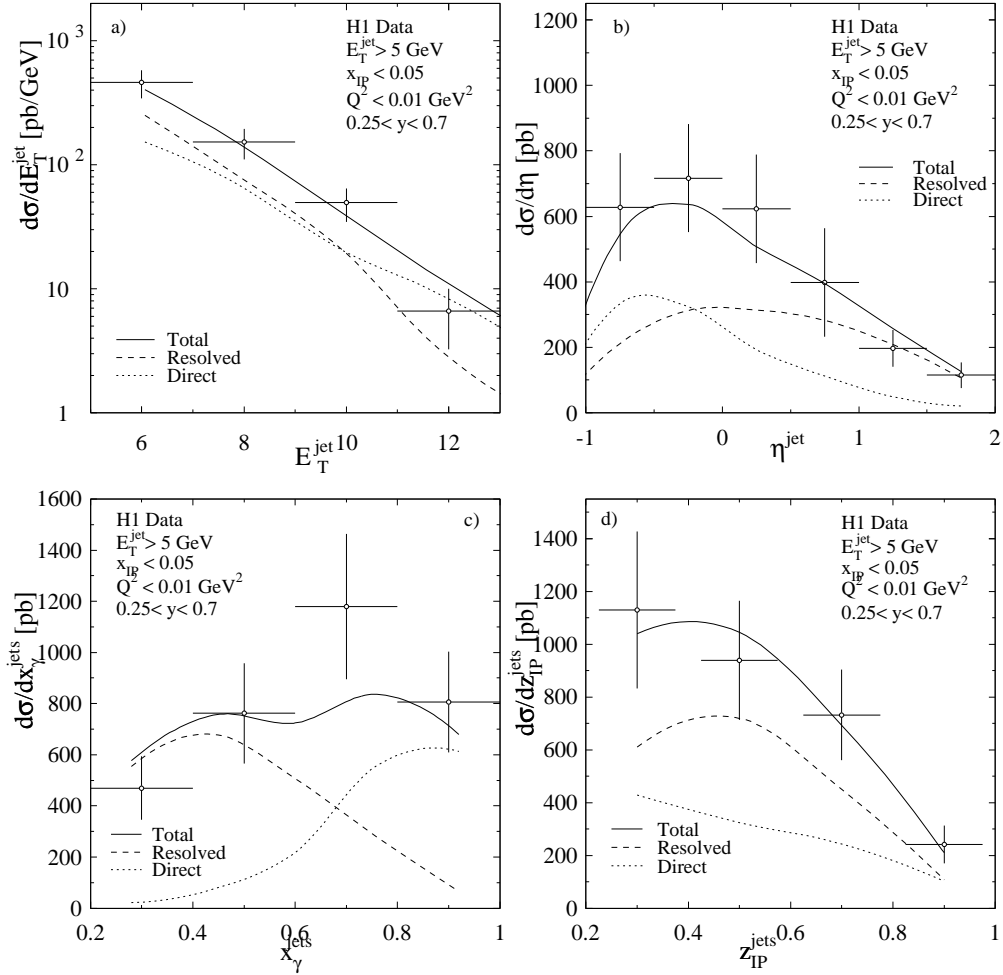 a)
H1 Data
E_T^jet > 5 GeV
x_IP < 0.05
Q^2 < 0.01 GeV^2
0.25< y< 0.7
Total
Resolved
Direct
dσ/dE_T^jet [pb/GeV]
10^3
10^2
10
1
6 8 10 12
E_T^jet
b)
H1 Data
E_T^jet > 5 GeV
x_IP < 0.05
Q^2 < 0.01 GeV^2
0.25< y< 0.7
Total
Resolved
Direct
dσ/dη [pb]
1200
1000
800
600
400
200
0
-1 0 1 2
η^jet
c)
H1 Data
E_T^jet > 5 GeV
x_IP < 0.05
Q^2 < 0.01 GeV^2
0.25< y< 0.7
Total
Resolved
Direct
dσ/dx_γ^jets [pb]
1600
1400
1200
1000
800
600
400
200
0
0.2 0.4 0.6 0.8 1
x_γ^jets
d)
H1 Data
E_T^jet > 5 GeV
x_IP < 0.05
Q^2 < 0.01 GeV^2
0.25< y< 0.7
Total
Resolved
Direct
dσ/dz_IP^jets [pb]
1400
1200
1000
800
600
400
200
0
0.2 0.4 0.6 0.8 1
z_IP^jets